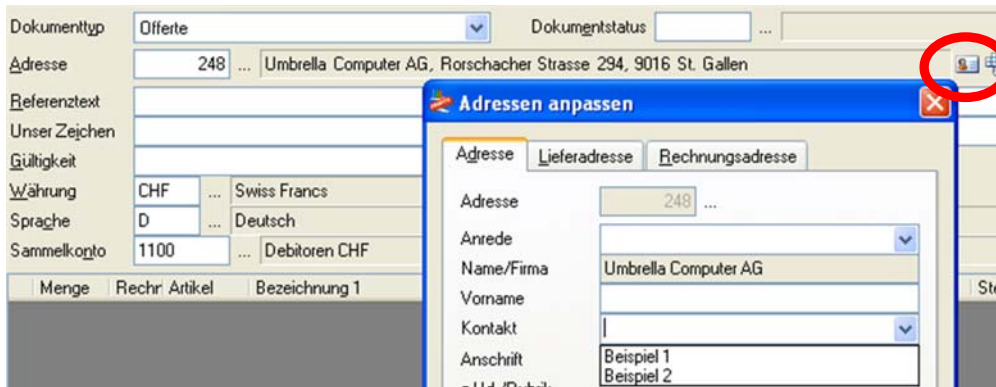 Dokumenttyp Offerte Dokumentstatus ...
Adresse 248 ... Umbrella Computer AG, Rorschacher Strasse 294, 9016 St. Gallen
Referenztext
Unser Zeichen
Gültigkeit
Währung CHF ... Swiss Francs
Sprache D ... Deutsch
Sammelkonto 1100 ... Debitoren CHF
Menge Rechr Artikel Bezeichnung 1 Ste
Adressen anpassen
Adresse Lieferadresse Rechnungsadresse
Adresse 248 ...
Anrede
Name/Firma Umbrella Computer AG
Vorname
Kontakt
Beispiel 1
Anschrift
Beispiel 2